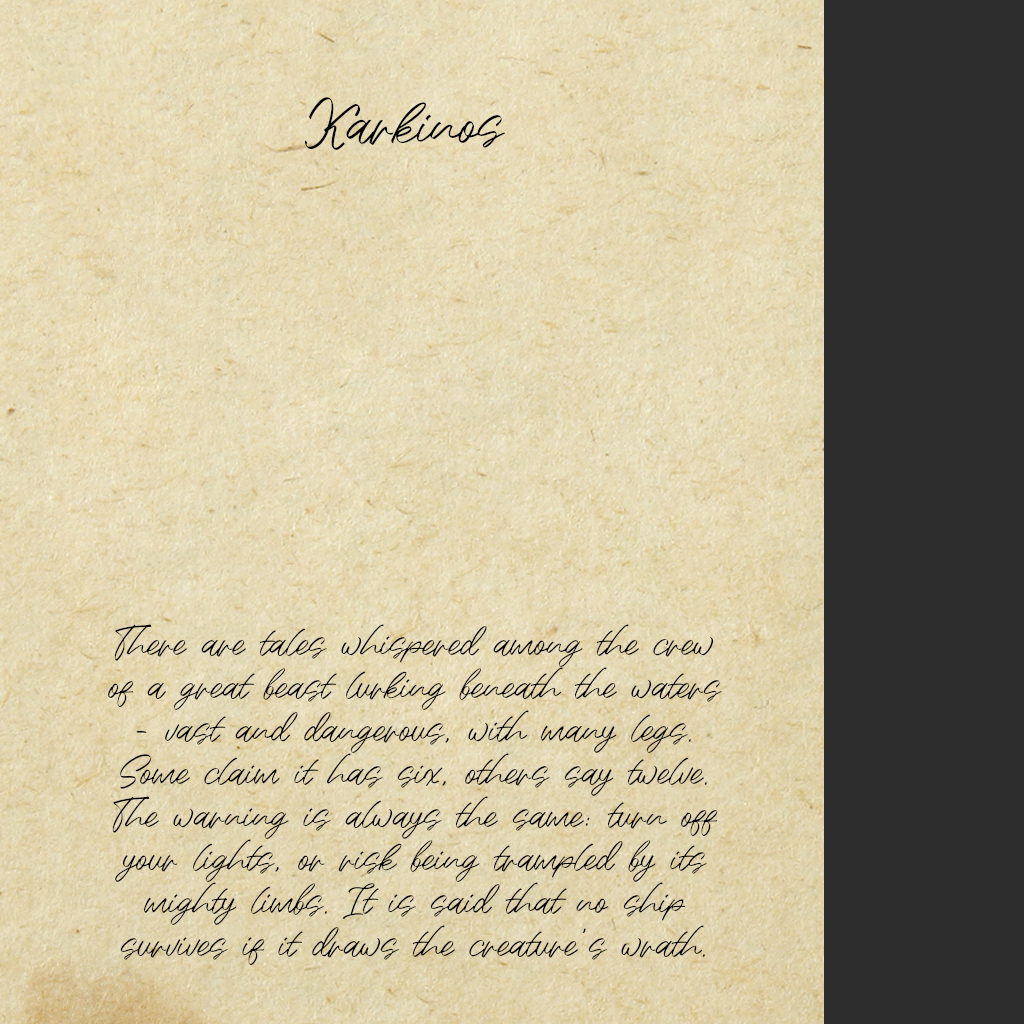 Karkinos
There are tales whispered among the crew
of a great beast lurking beneath the waters
- vast and dangerous, with many legs.
Some claim it has six, others say twelve.
The warning is always the same: turn off
your lights, or risk being trampled by its
mighty limbs. It is said that no ship
survives if it draws the creature's wrath.